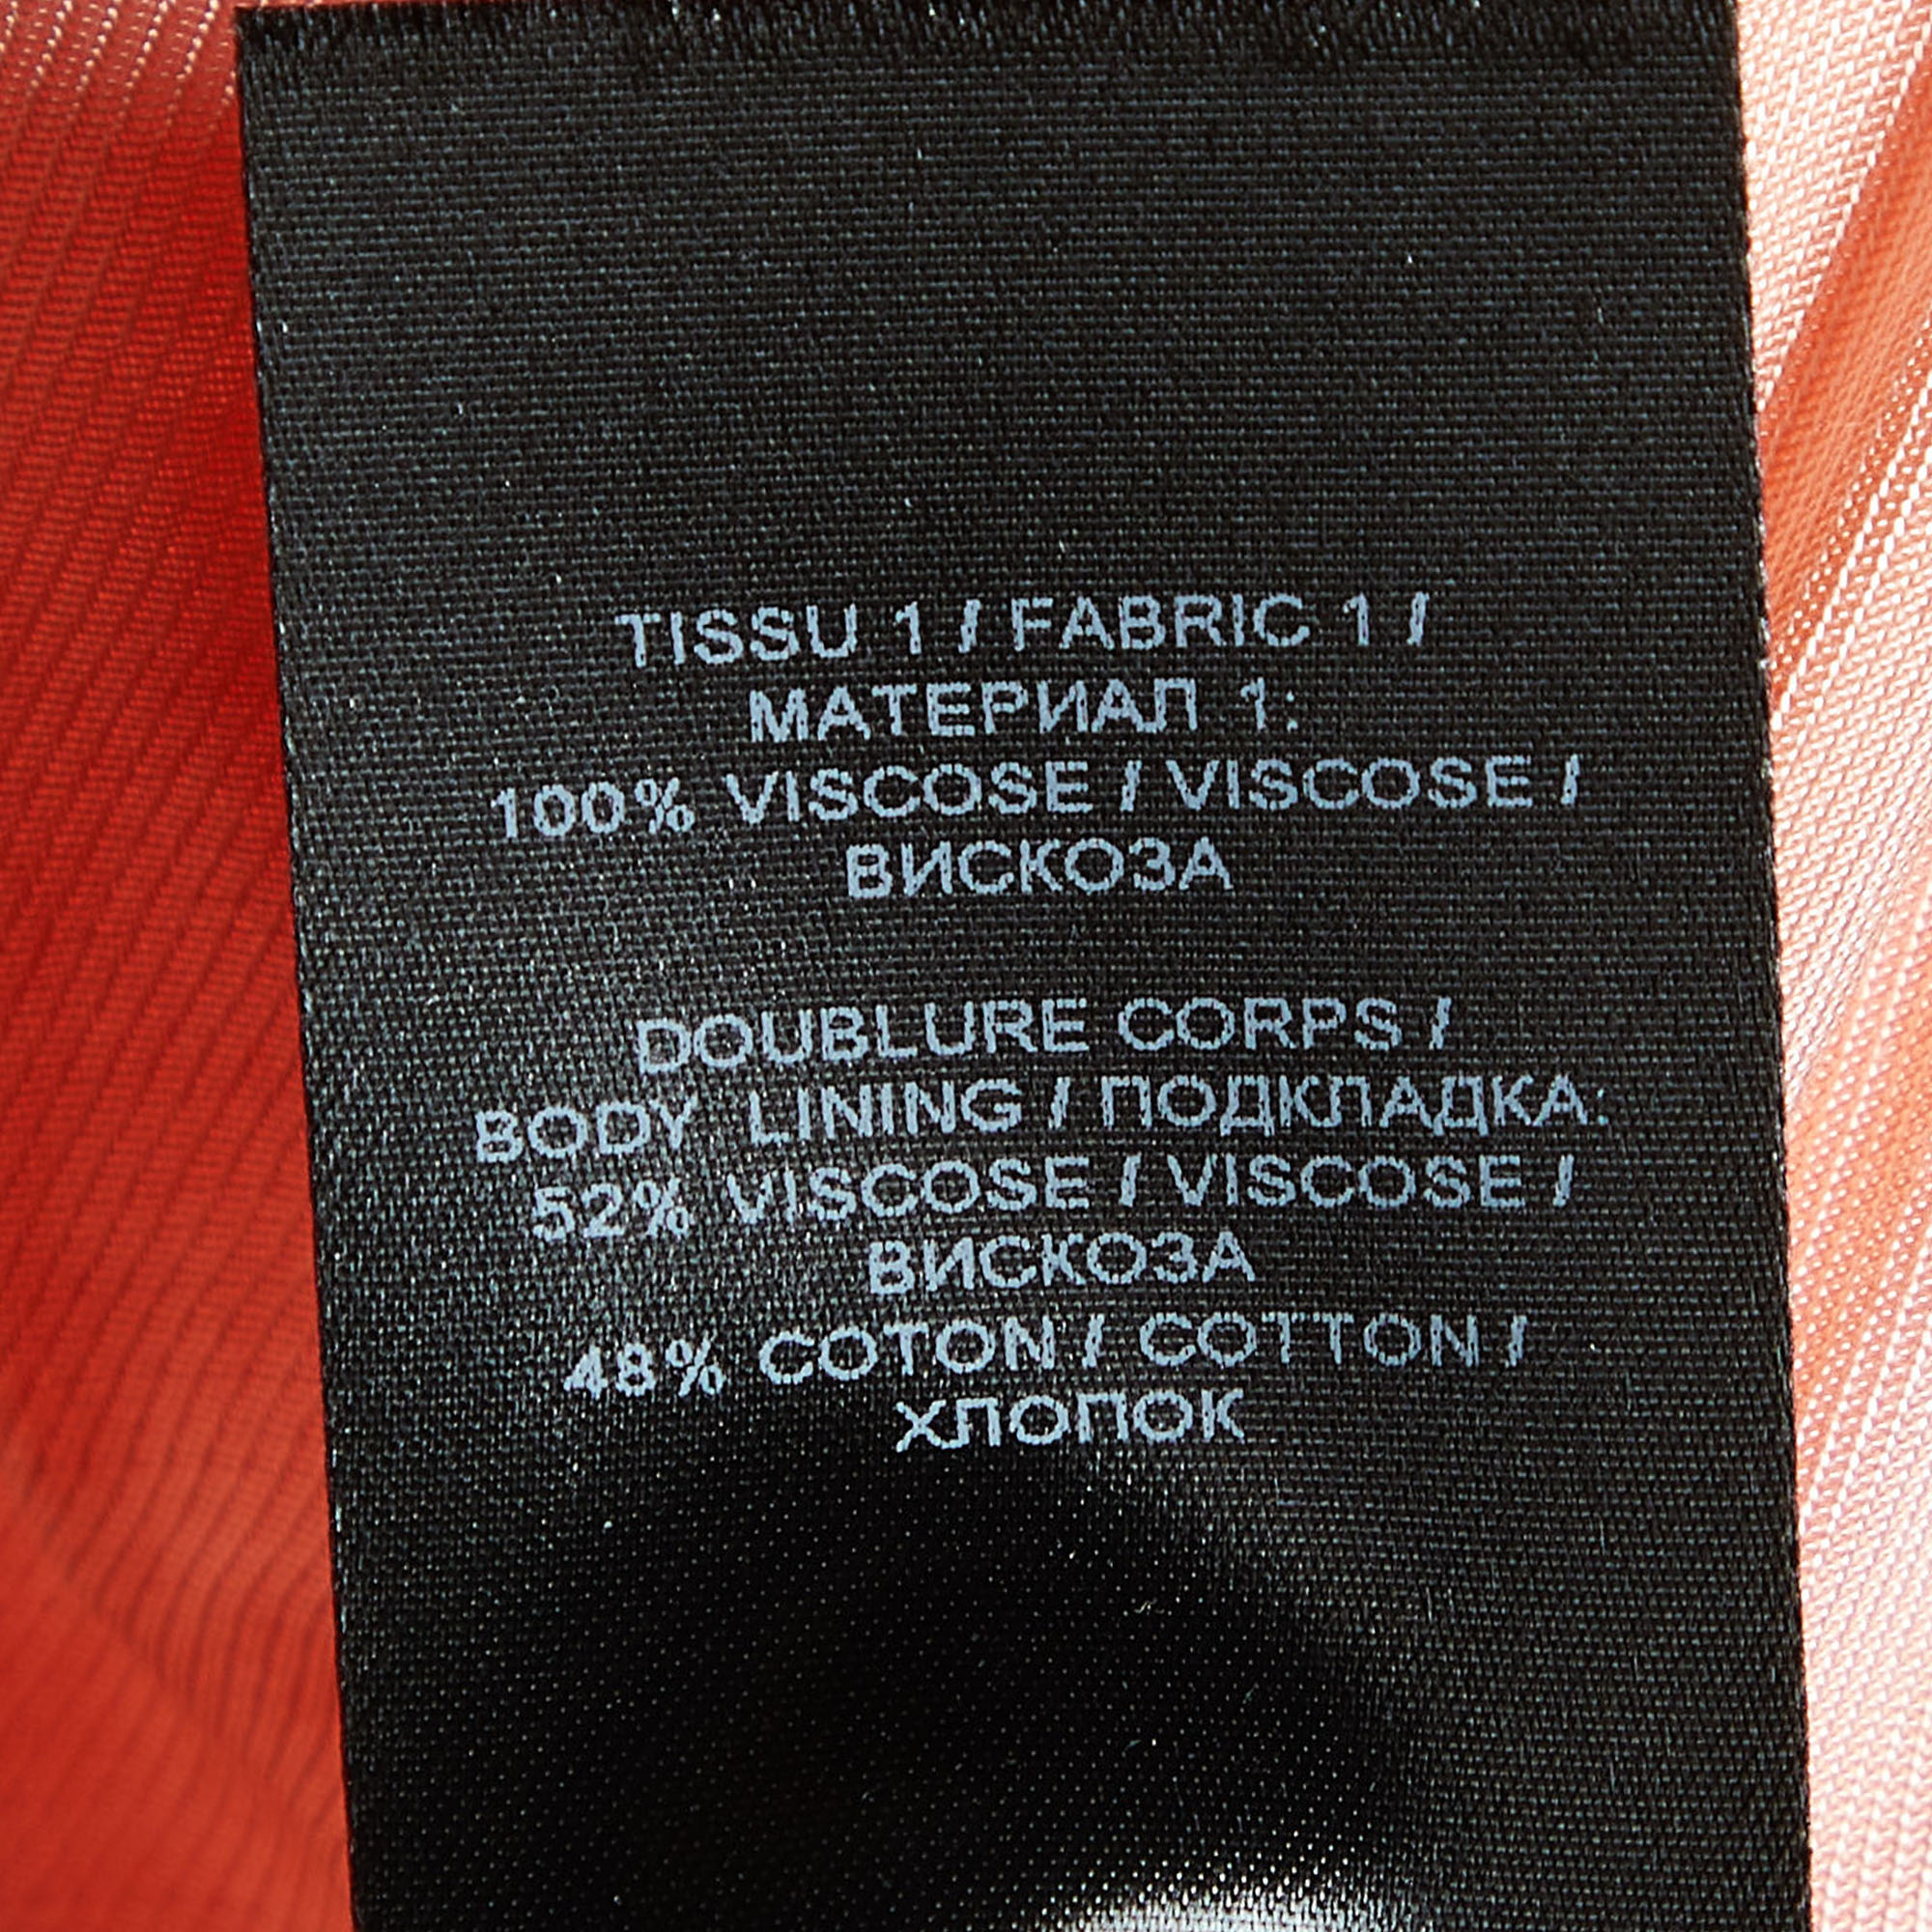 TISSU 1 / FABRIC 1 /
МАТЕРИАЛ 1:
100% VISCOSE / VISCOSE /
ВИСКОЗА
DOUBLURE CORPS /
BODY LINING / ПОДКЛАДКА:
52% VISCOSE / VISCOSE /
ВИСКОЗА
48% COTON / COTTON /
ХЛОПОК